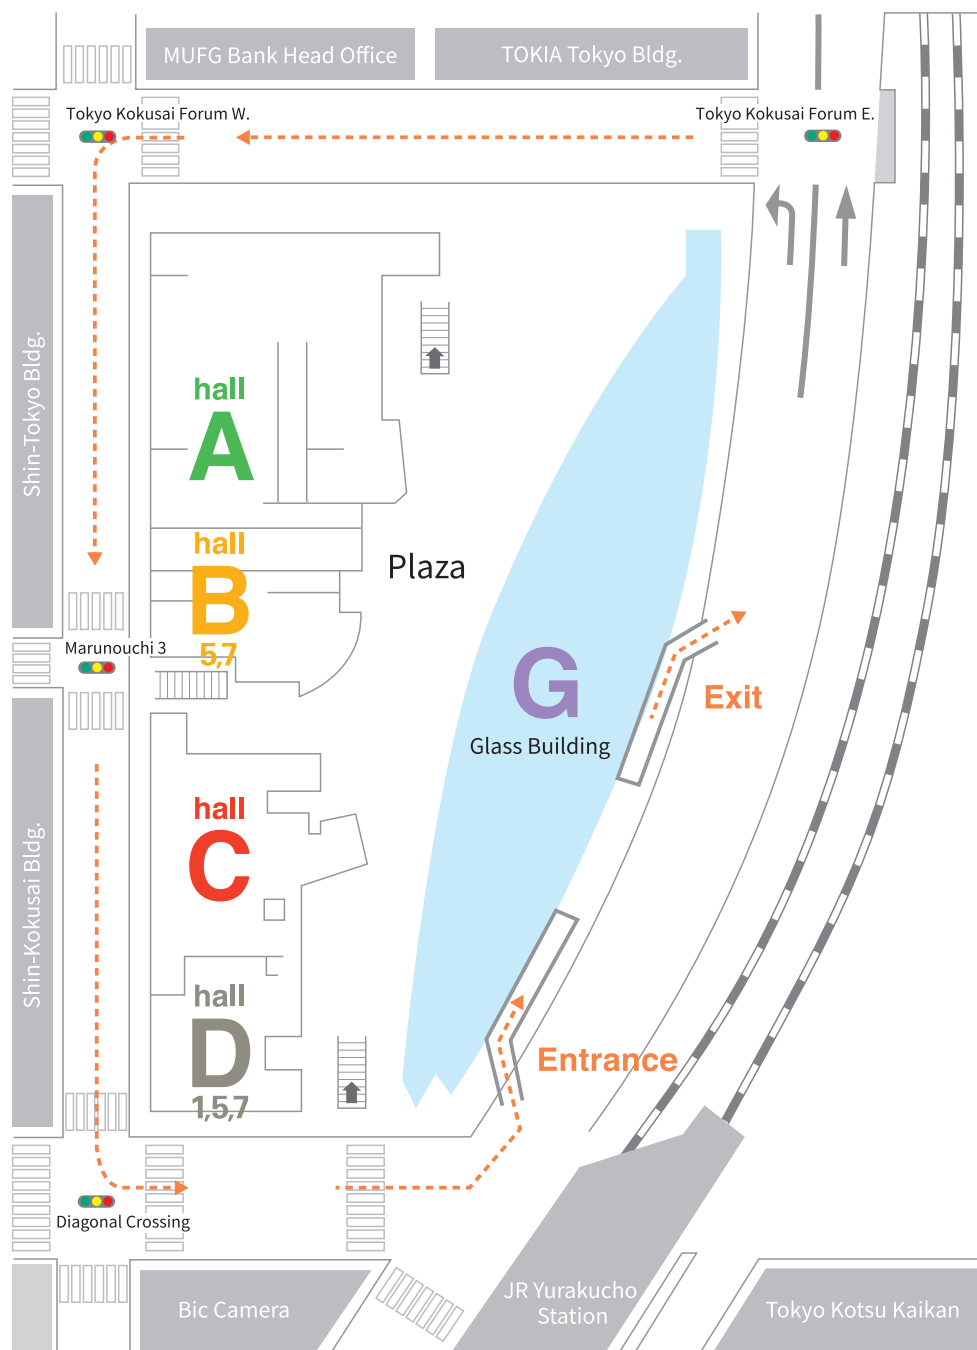 MUFG Bank Head Office
TOKIA Tokyo Bldg.
Tokyo Kokusai Forum W.
Tokyo Kokusai Forum E.
Shin-Tokyo Bldg.
hall
A
hall
B
5,7
Plaza
Marunouchi 3
G
Glass Building
Exit
hall
C
Shin-Kokusai Bldg.
hall
D
1,5,7
Entrance
Diagonal Crossing
Bic Camera
JR Yurakucho
Station
Tokyo Kotsu Kaikan